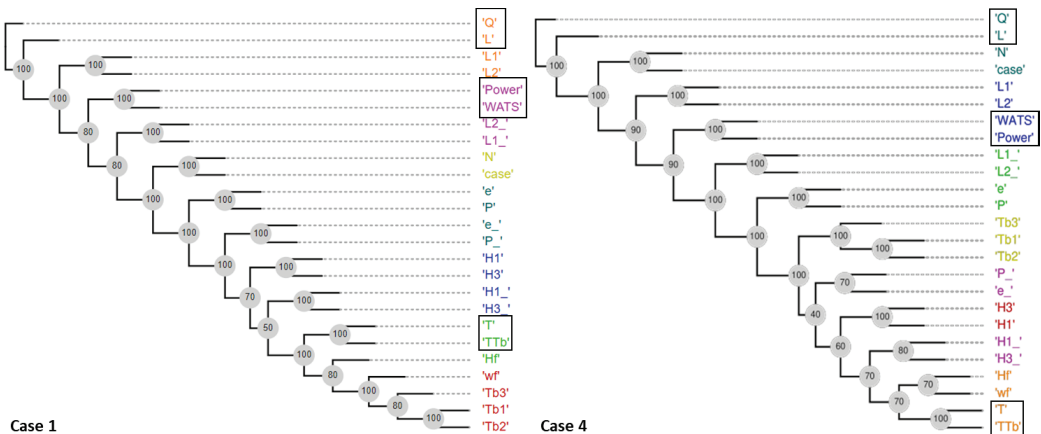 'Q'
'L'
100
'L1'
100
'L2'
100
'Power'
100
'WATS'
80
'L2_'
100
'L1_'
80
'N'
100
'case'
100
'e'
100
'P'
100
'e_'
100
'P_'
100
'H1'
100
'H3'
70
'H1_'
100
'H3_'
50
'T'
100
'TTb'
100
'Hf'
80
'wf'
100
'Tb3'
80
'Tb1'
100
'Tb2'
Case 1
'Q'
'L'
100
'N'
100
'case'
100
'L1'
100
'L2'
90
'WATS'
100
'Power'
90
'L1_'
100
'L2_'
100
'e'
100
'P'
100
'Tb3'
100
'Tb1'
100
'Tb2'
100
'P_'
70
'e_'
40
'H3'
100
'H1'
60
'H1_'
80
'H3_'
70
'Hf'
70
'wf'
70
'T'
100
'TTb'
Case 4